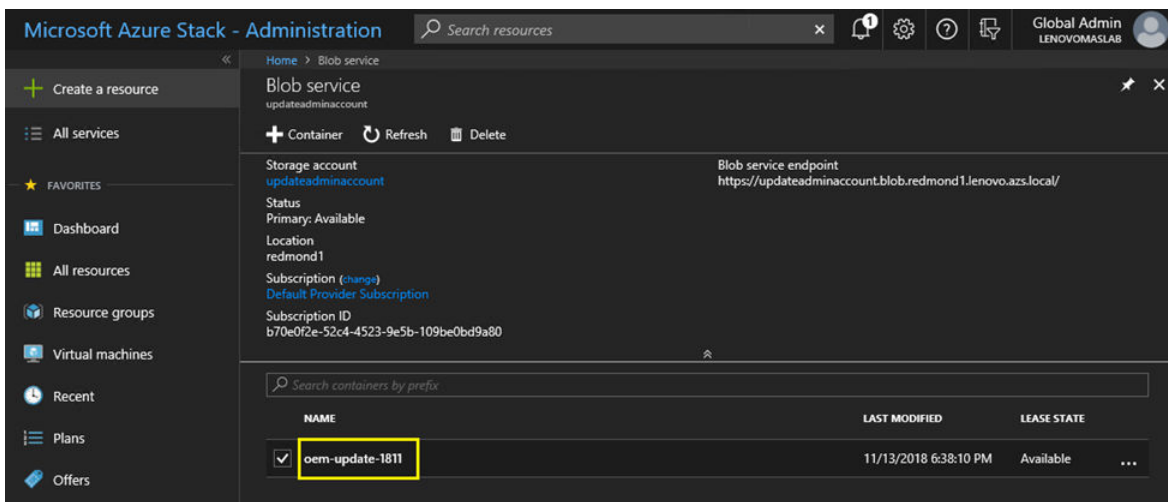 Microsoft Azure Stack - Administration
Search resources
1
Global Admin
LENOVOMASLAB
Create a resource
All services
FAVORITES
Dashboard
All resources
Resource groups
Virtual machines
Recent
Plans
Offers
Home > Blob service
Blob service
updateadminaccount
Container
Refresh
Delete
Storage account
updateadminaccount
Status
Primary: Available
Location
redmond1
Subscription (change)
Default Provider Subscription
Subscription ID
b70e0f2e-52c4-4523-9e5b-109be0bd9a80
Blob service endpoint
https://updateadminaccount.blob.redmond1.lenovo.azs.local/
Search containers by prefix
NAME LAST MODIFIED LEASE STATE
oem-update-1811 11/13/2018 6:38:10 PM Available